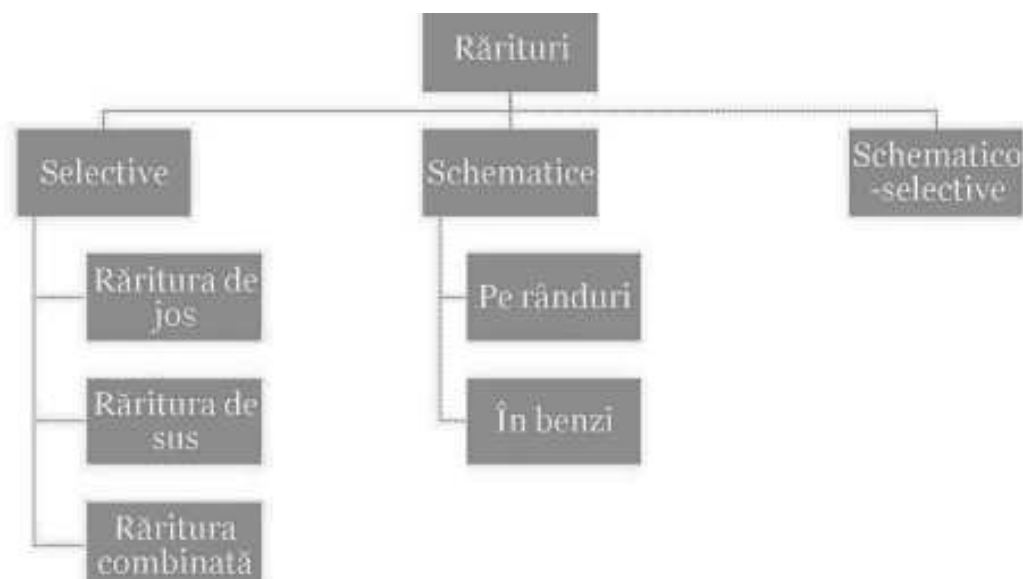 Rărituri
Selective
Schematice
Schematico
-selective
Răritura de
jos
Răritura de
sus
Răritura
combinată
Pe rânduri
În benzi